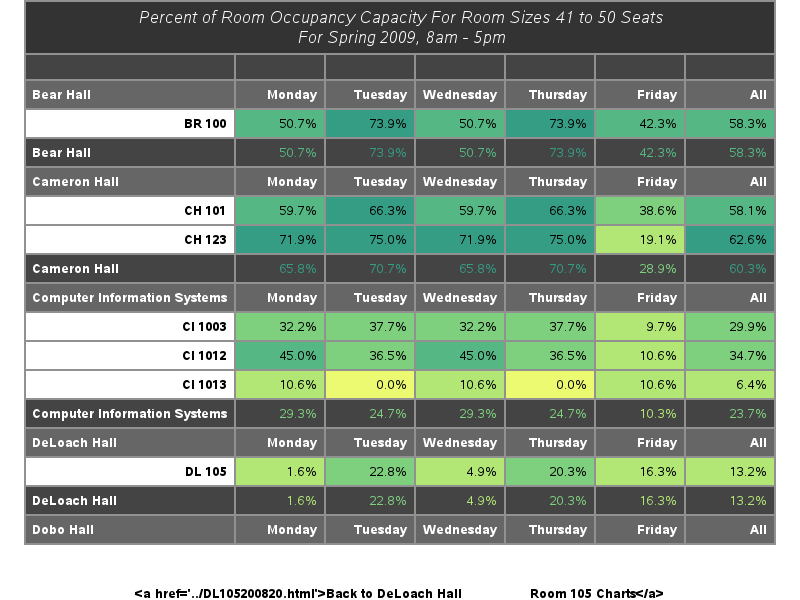 Percent of Room Occupancy Capacity For Room Sizes 41 to 50 Seats
For Spring 2009, 8am - 5pm
Bear Hall Monday Tuesday Wednesday Thursday Friday All
BR 100 50.7% 73.9% 50.7% 73.9% 42.3% 58.3%
Bear Hall 50.7% 73.9% 50.7% 73.9% 42.3% 58.3%
Cameron Hall Monday Tuesday Wednesday Thursday Friday All
CH 101 59.7% 66.3% 59.7% 66.3% 38.6% 58.1%
CH 123 71.9% 75.0% 71.9% 75.0% 19.1% 62.6%
Cameron Hall 65.8% 70.7% 65.8% 70.7% 28.9% 60.3%
Computer Information Systems Monday Tuesday Wednesday Thursday Friday All
CI 1003 32.2% 37.7% 32.2% 37.7% 9.7% 29.9%
CI 1012 45.0% 36.5% 45.0% 36.5% 10.6% 34.7%
CI 1013 10.6% 0.0% 10.6% 0.0% 10.6% 6.4%
Computer Information Systems 29.3% 24.7% 29.3% 24.7% 10.3% 23.7%
DeLoach Hall Monday Tuesday Wednesday Thursday Friday All
DL 105 1.6% 22.8% 4.9% 20.3% 16.3% 13.2%
DeLoach Hall 1.6% 22.8% 4.9% 20.3% 16.3% 13.2%
Dobo Hall Monday Tuesday Wednesday Thursday Friday All
<a href='../DL105200820.html'>Back to DeLoach Hall Room 105 Charts</a>